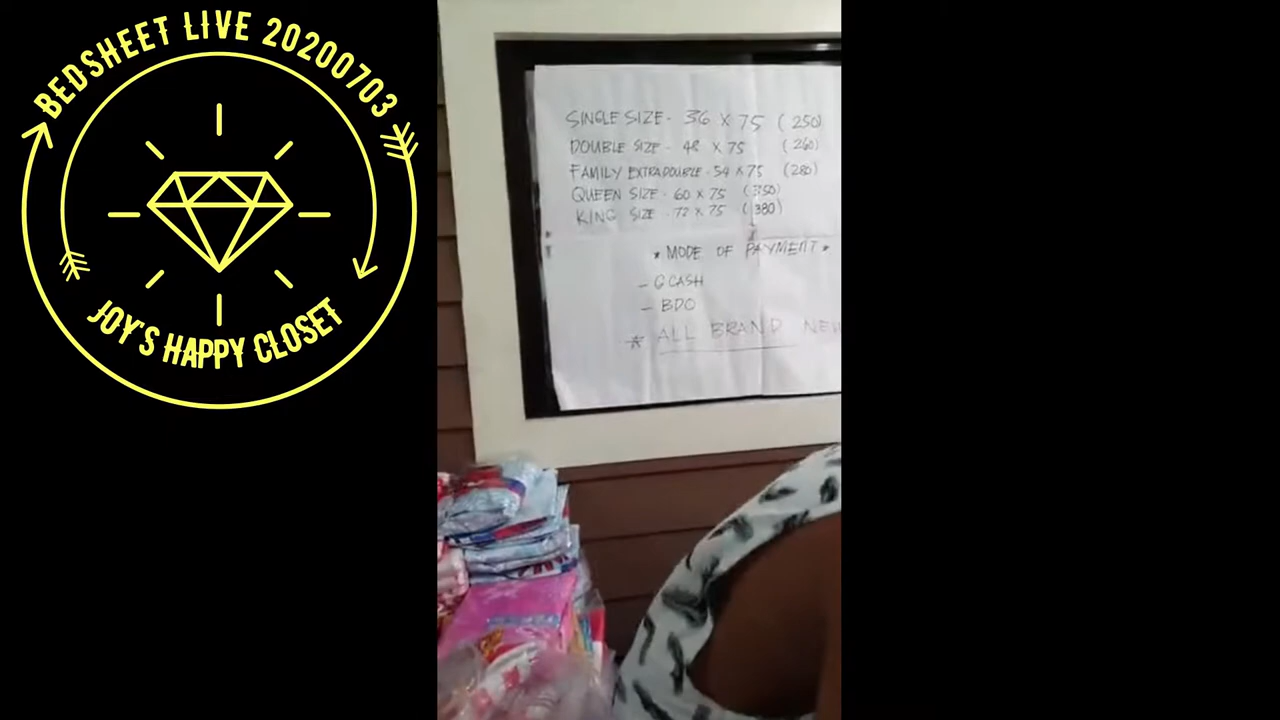 BEDSHEET LIVE 20200703
JOY'S HAPPY CLOSET
SINGLE SIZE - 36 X 75 (250)
DOUBLE SIZE - 48 X 75 (260)
FAMILY EXTRA DOUBLE - 54 X 75 (280)
QUEEN SIZE - 60 X 75 (350)
KING SIZE - 72 X 75 (380)
* MODE OF PAYMENT *
- GCASH
- BDO
* ALL BRAND NEW